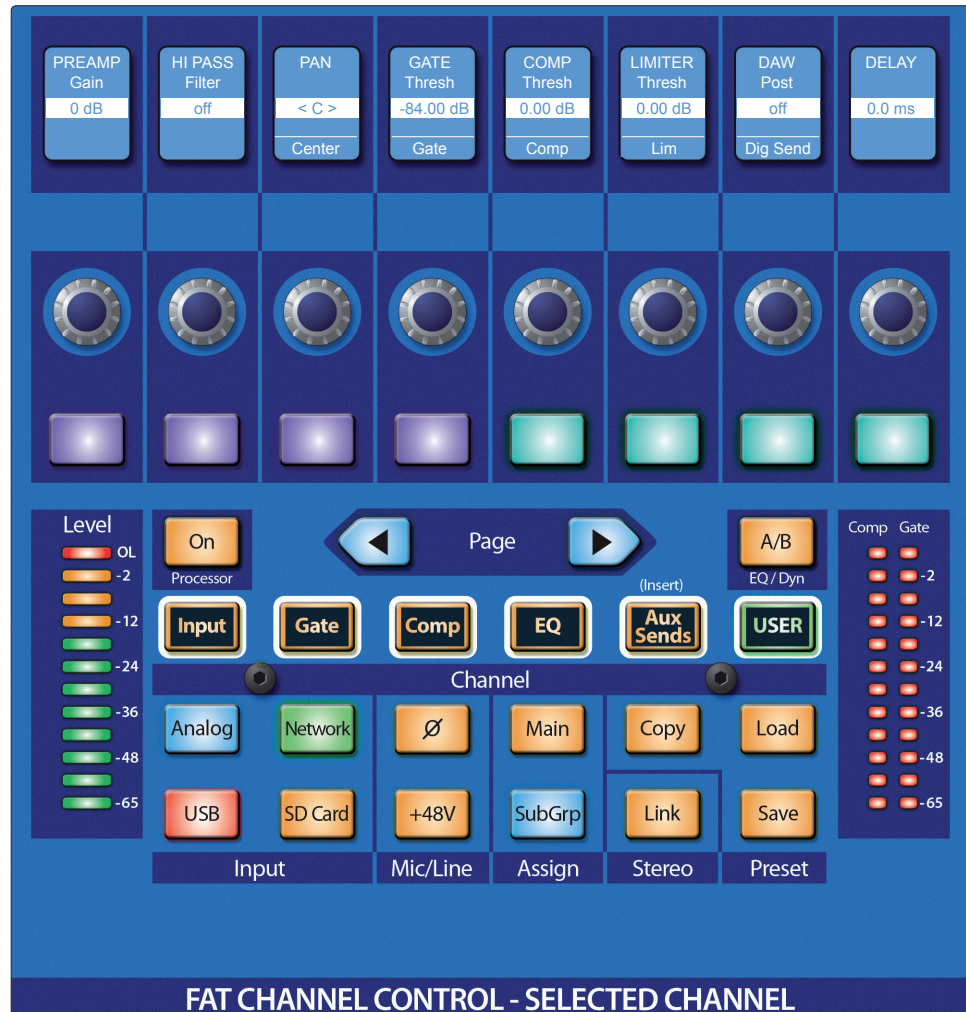 PREAMP
Gain
0 dB
HI PASS
Filter
off
PAN
< C >
Center
GATE
Thresh
-84.00 dB
Gate
COMP
Thresh
0.00 dB
Comp
LIMITER
Thresh
0.00 dB
Lim
DAW
Post
off
Dig Send
DELAY
0.0 ms
Level
OL
-2
-12
-24
-36
-48
-65
On
Processor
Page
A/B
EQ / Dyn
(Insert)
Input
Gate
Comp
EQ
Aux
Sends
USER
Channel
Analog
Network
Ø
Main
Copy
Load
USB
SD Card
+48V
SubGrp
Link
Save
Input
Mic/Line
Assign
Stereo
Preset
Comp Gate
-2
-12
-24
-36
-48
-65
FAT CHANNEL CONTROL - SELECTED CHANNEL